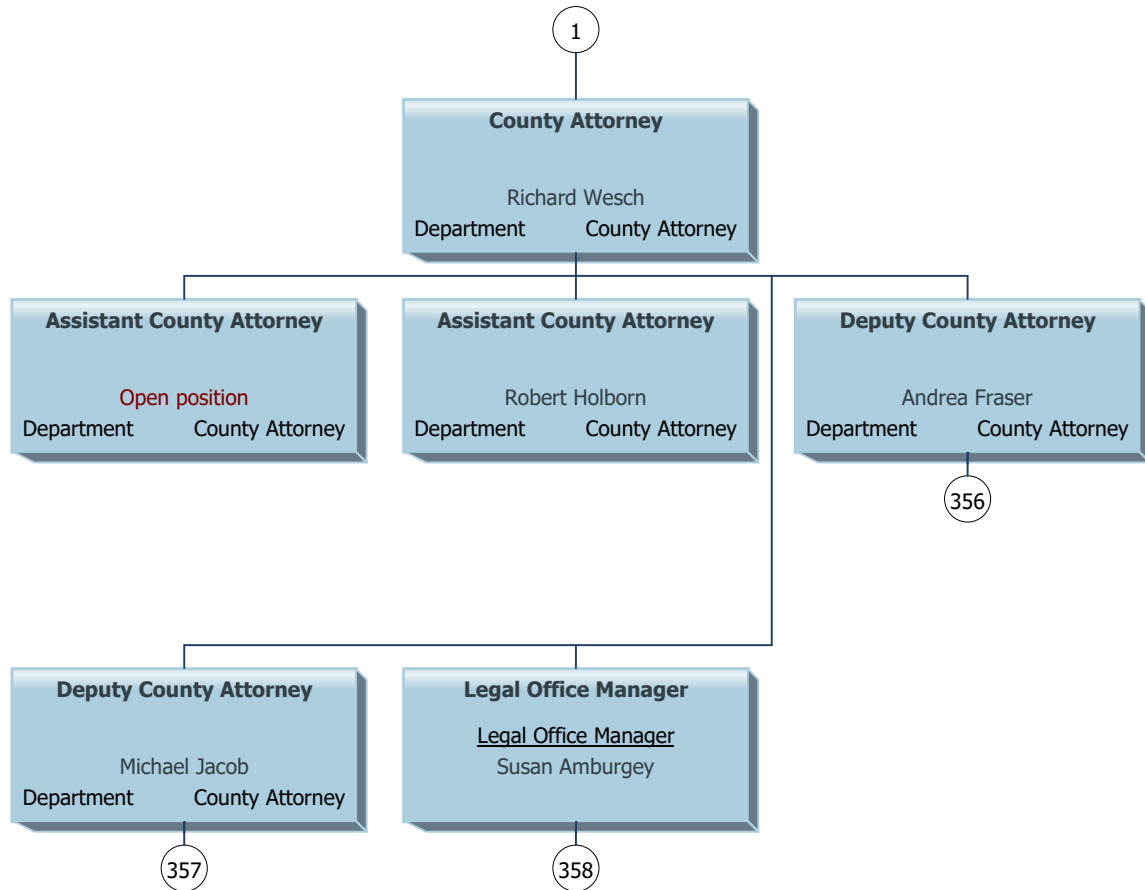 1
County Attorney
Richard Wesch
Department County Attorney
Assistant County Attorney
Open position
Department County Attorney
Assistant County Attorney
Robert Holborn
Department County Attorney
Deputy County Attorney
Andrea Fraser
Department County Attorney
356
Deputy County Attorney
Michael Jacob
Department County Attorney
357
Legal Office Manager
Legal Office Manager
Susan Amburgey
358